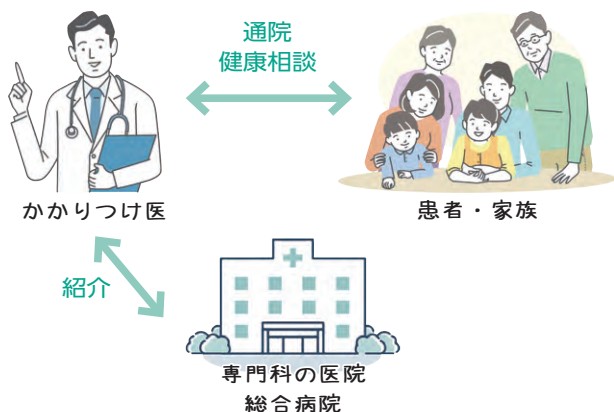 通院
健康相談
かかりつけ医
患者・家族
紹介
専門科の医院
総合病院